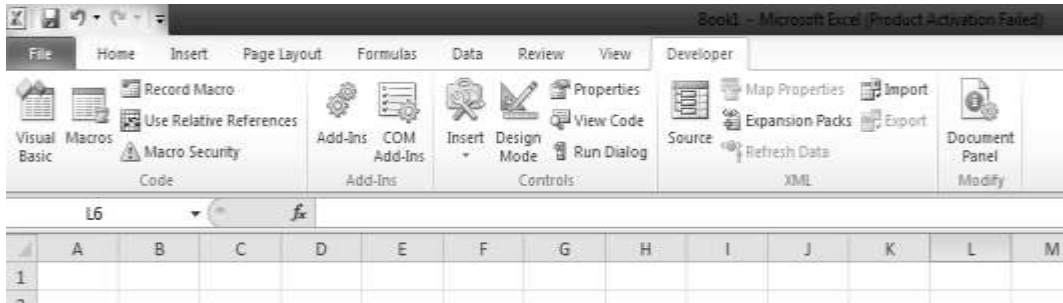 Book1 - Microsoft Excel (Product Activation Failed)
File Home Insert Page Layout Formulas Data Review View Developer
Visual Basic
Macros
Record Macro
Use Relative References
Macro Security
Code
Add-Ins
COM Add-Ins
Add-Ins
Insert
Design Mode
Properties
View Code
Run Dialog
Controls
Source
Map Properties
Expansion Packs
Refresh Data
Import
Export
XML
Document Panel
Modify
L6 fx
A B C D E F G H I J K L M
1